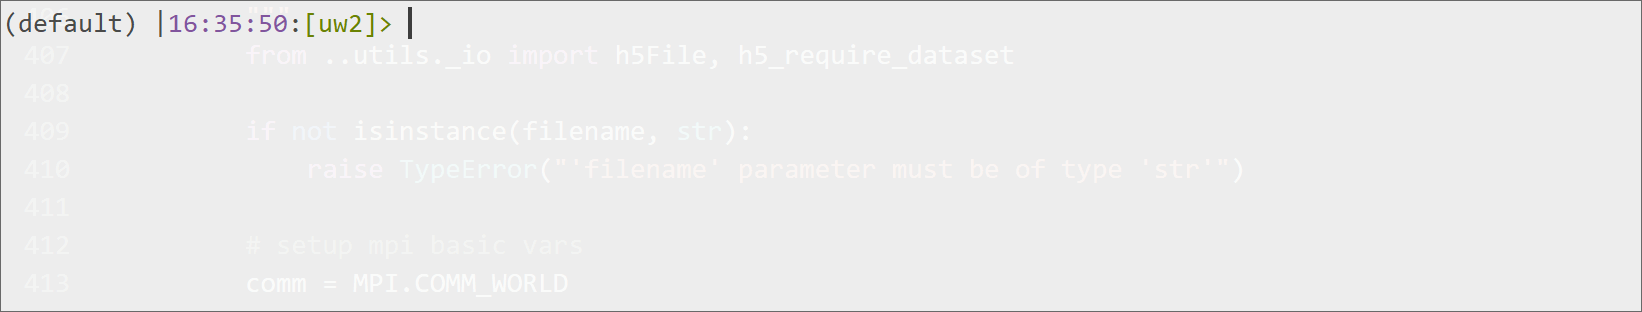 (default) |16:35:50:[uw2]>
407 from ..utils._io import h5File, h5_require_dataset
408
409 if not isinstance(filename, str):
410 raise TypeError("'filename' parameter must be of type 'str'")
411
412 # setup mpi basic vars
413 comm = MPI.COMM_WORLD